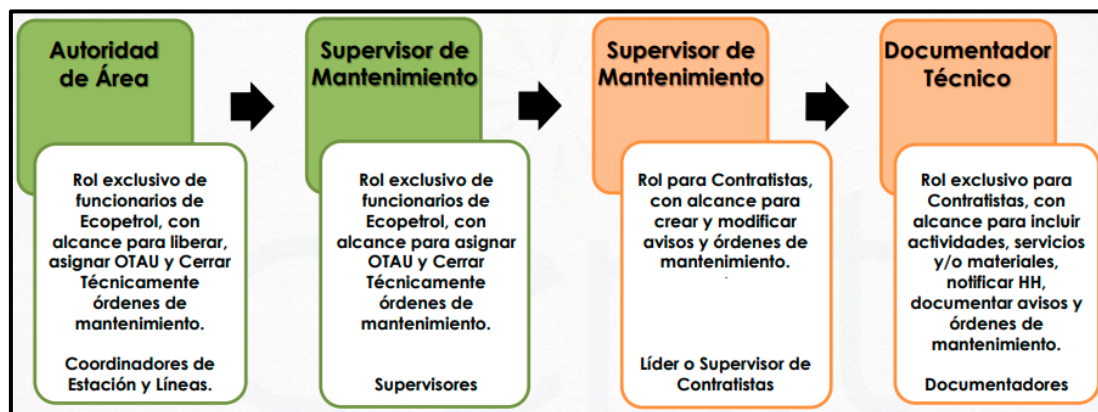 Autoridad
de Área
Rol exclusivo de
funcionarios de
Ecopetrol, con
alcance para liberar,
asignar OTAU y Cerrar
Técnicamente
órdenes de
mantenimiento.
Coordinadores de
Estación y Líneas.
Supervisor de
Mantenimiento
Rol exclusivo de
funcionarios de
Ecopetrol, con
alcance para asignar
OTAU y Cerrar
Técnicamente
órdenes de
mantenimiento.
Supervisores
Supervisor de
Mantenimiento
Rol para Contratistas,
con alcance para
crear y modificar
avisos y órdenes de
mantenimiento.
Líder o Supervisor de
Contratistas
Documentador
Técnico
Rol exclusivo para
Contratistas, con
alcance para incluir
actividades, servicios
y/o materiales,
notificar HH,
documentar avisos y
órdenes de
mantenimiento.
Documentadores